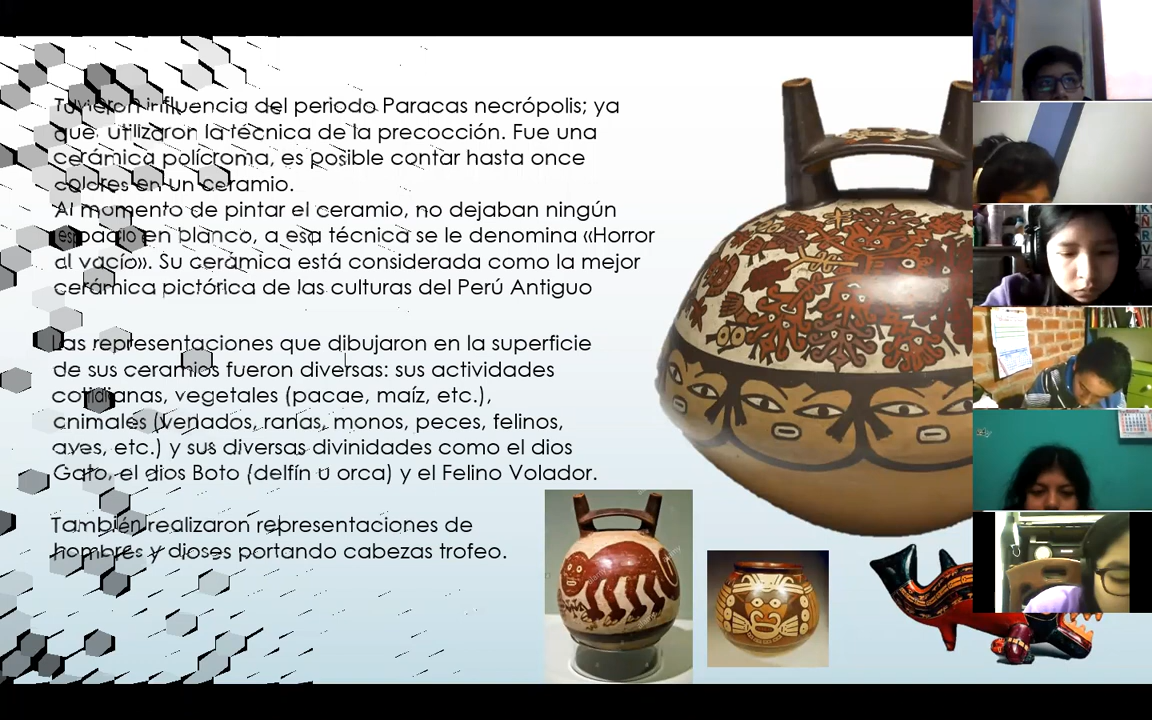 Tuvieron influencia del periodo Paracas necrópolis; ya
que utilizaron la técnica de la precocción. Fue una
cerámica polícroma, es posible contar hasta once
colores en un ceramio.
Al momento de pintar el ceramio, no dejaban ningún
espacio en blanco, a esa técnica se le denomina «Horror
al vacío». Su cerámica está considerada como la mejor
cerámica pictórica de las culturas del Perú Antiguo
Las representaciones que dibujaron en la superficie
de sus ceramios fueron diversas: sus actividades
cotidianas, vegetales (pacae, maíz, etc.),
animales (venados, ranas, monos, peces, felinos,
aves, etc.) y sus diversas divinidades como el dios
Gato, el dios Boto (delfín u orca) y el Felino Volador.
También realizaron representaciones de
hombres y dioses portando cabezas trofeo.